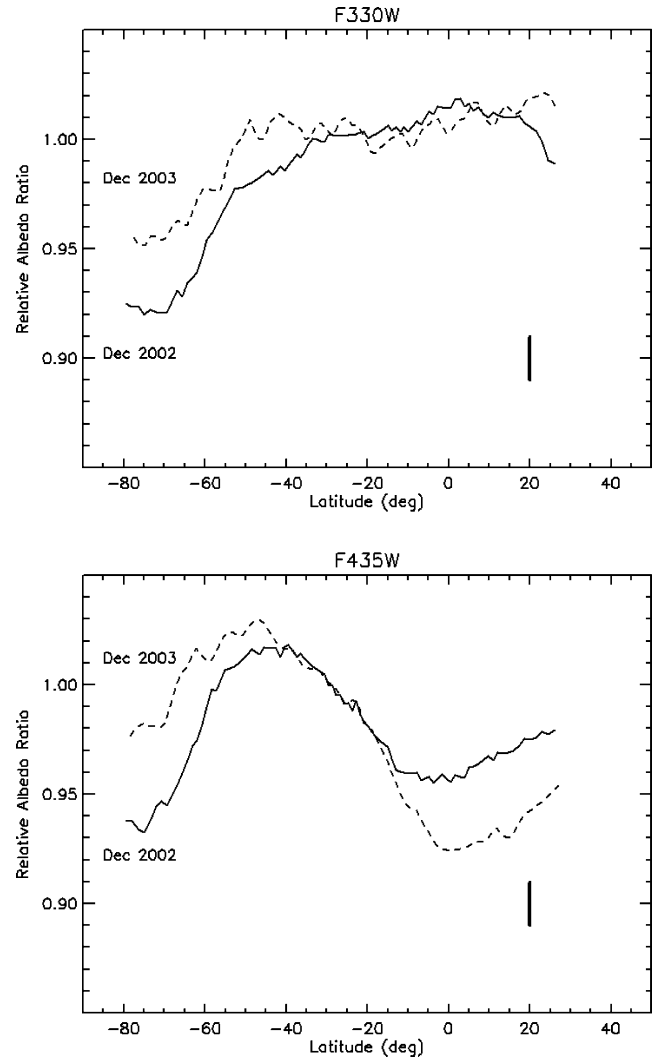 F330W
Relative Albedo Ratio
1.00
0.95
0.90
Dec 2003
Dec 2002
-80 -60 -40 -20 0 20 40
Latitude (deg)
F435W
Relative Albedo Ratio
1.00
0.95
0.90
Dec 2003
Dec 2002
-80 -60 -40 -20 0 20 40
Latitude (deg)